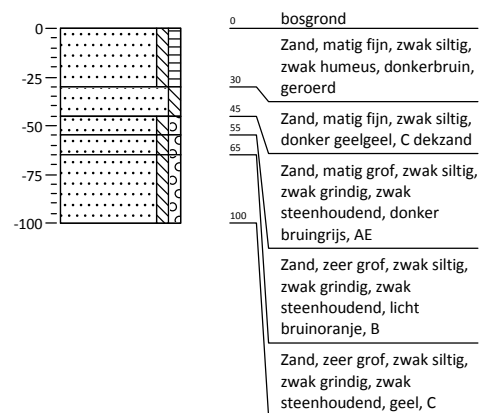 0
-25
-50
-75
-100
0
bosgrond
Zand, matig fijn, zwak siltig,
zwak humeus, donkerbruin,
geroerd
30
Zand, matig fijn, zwak siltig,
donker geelgeel, C dekzand
45
Zand, matig grof, zwak siltig,
zwak grindig, zwak
steenhoudend, donker
bruingrijs, AE
55
Zand, zeer grof, zwak siltig,
zwak grindig, zwak
steenhoudend, licht
bruinoranje, B
65
Zand, zeer grof, zwak siltig,
zwak grindig, zwak
steenhoudend, geel, C
100